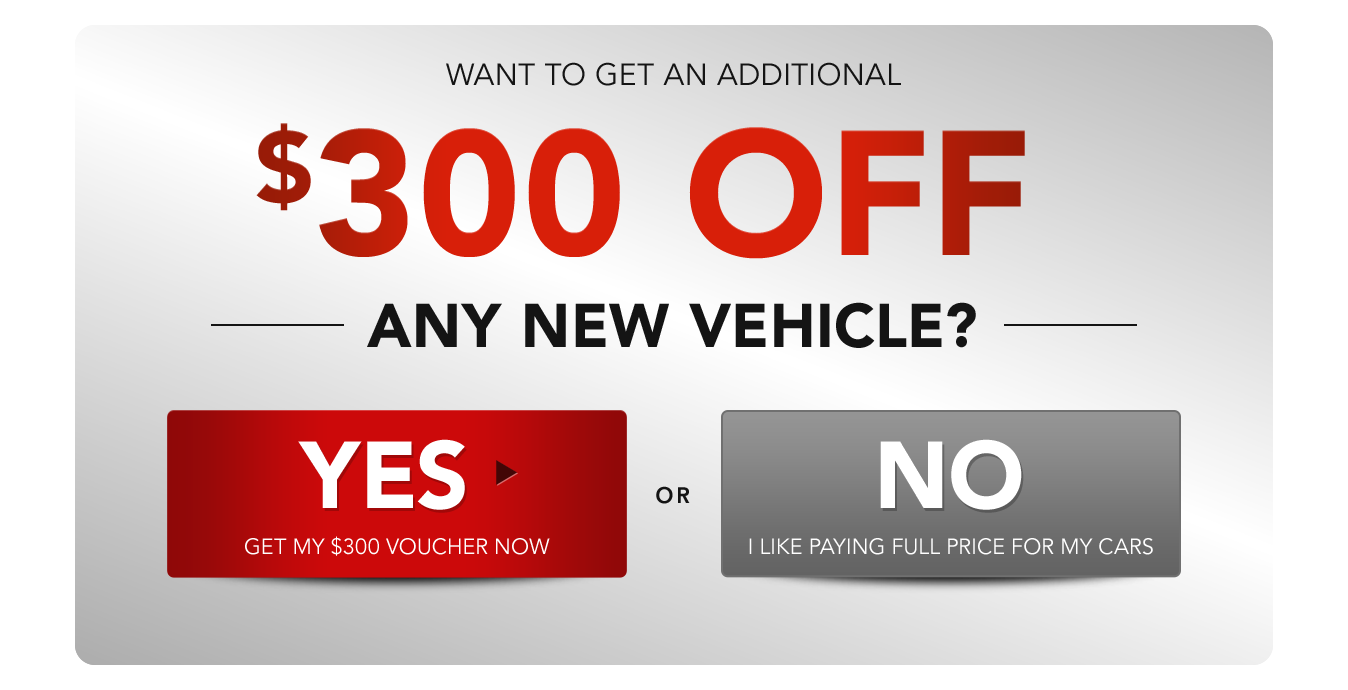 WANT TO GET AN ADDITIONAL
$300 OFF
ANY NEW VEHICLE?
YES
GET MY $300 VOUCHER NOW
OR
NO
I LIKE PAYING FULL PRICE FOR MY CARS